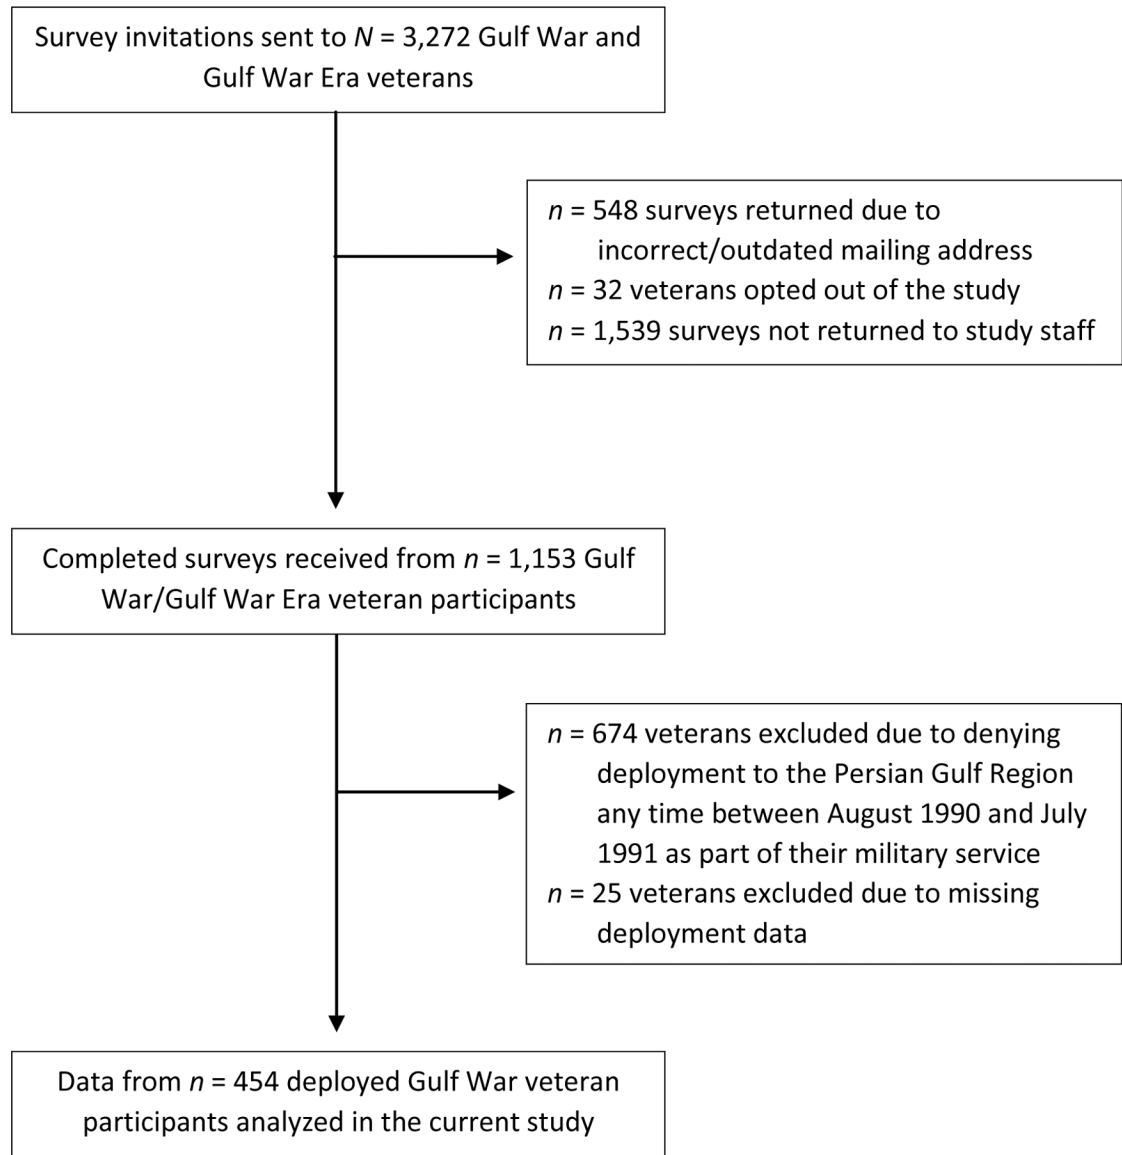 Survey invitations sent to N = 3,272 Gulf War and
Gulf War Era veterans
n = 548 surveys returned due to
incorrect/outdated mailing address
n = 32 veterans opted out of the study
n = 1,539 surveys not returned to study staff
Completed surveys received from n = 1,153 Gulf
War/Gulf War Era veteran participants
n = 674 veterans excluded due to denying
deployment to the Persian Gulf Region
any time between August 1990 and July
1991 as part of their military service
n = 25 veterans excluded due to missing
deployment data
Data from n = 454 deployed Gulf War veteran
participants analyzed in the current study